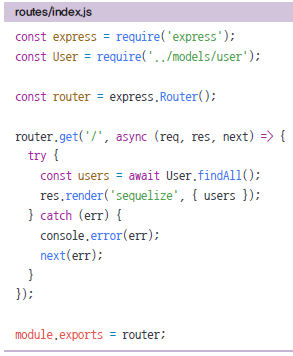 routes/index.js
const express = require('express');
const User = require('../models/user');
const router = express.Router();
router.get('/', async (req, res, next) => {
  try {
    const users = await User.findAll();
    res.render('sequelize', { users });
  } catch (err) {
    console.error(err);
    next(err);
  }
});
module.exports = router;